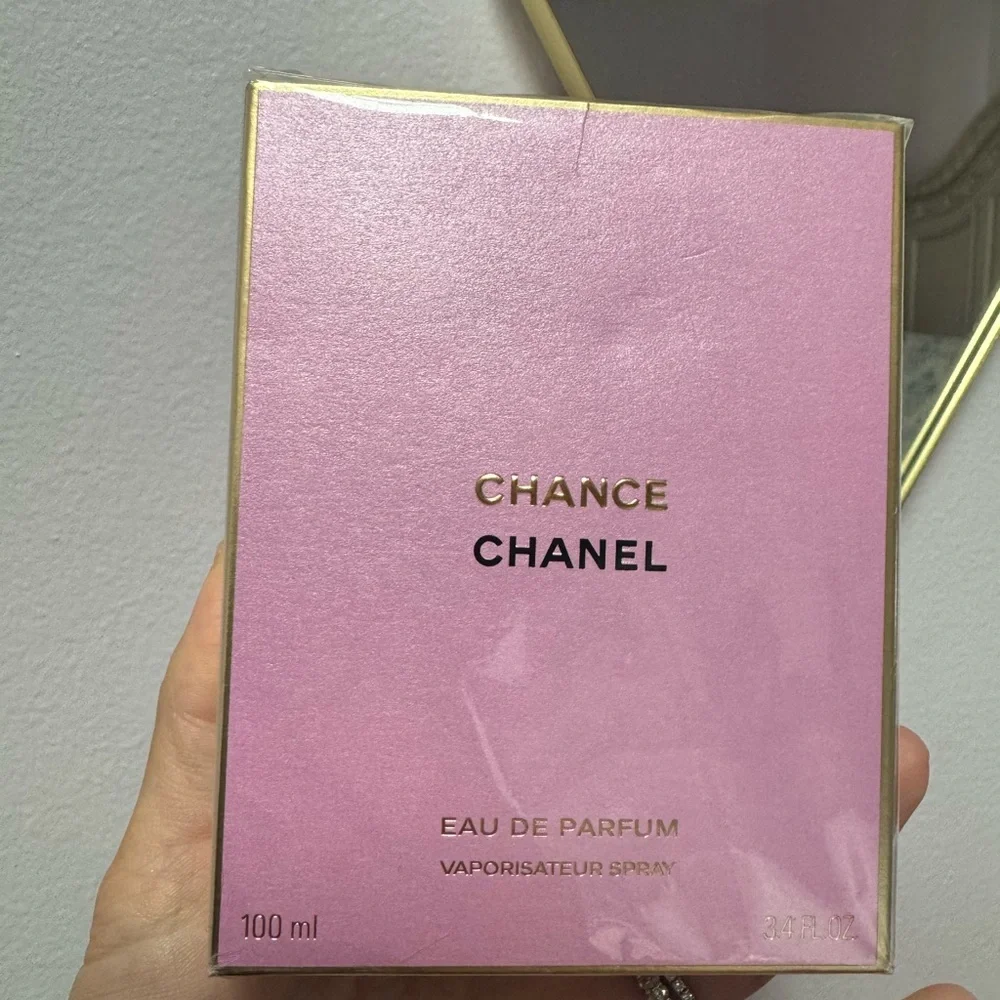 CHANCE
CHANEL
EAU DE PARFUM
VAPORISATEUR SPRAY
100 ml 3.4 FL.OZ.